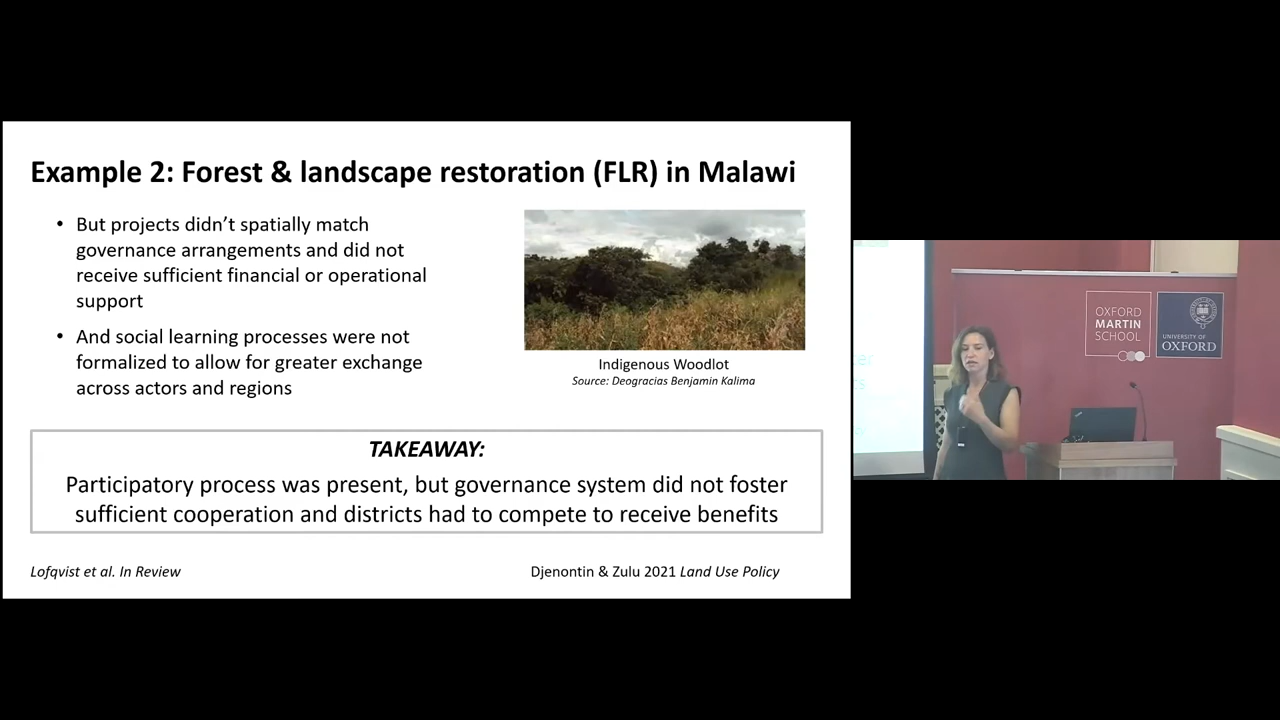 Example 2: Forest & landscape restoration (FLR) in Malawi
• But projects didn’t spatially match
governance arrangements and did not
receive sufficient financial or operational
support
• And social learning processes were not
formalized to allow for greater exchange
across actors and regions
Indigenous Woodlot
Source: Deogracias Benjamin Kalima
TAKEAWAY:
Participatory process was present, but governance system did not foster
sufficient cooperation and districts had to compete to receive benefits
Lofqvist et al. In Review
Djenontin & Zulu 2021 Land Use Policy
OXFORD
MARTIN
SCHOOL
UNIVERSITY OF
OXFORD